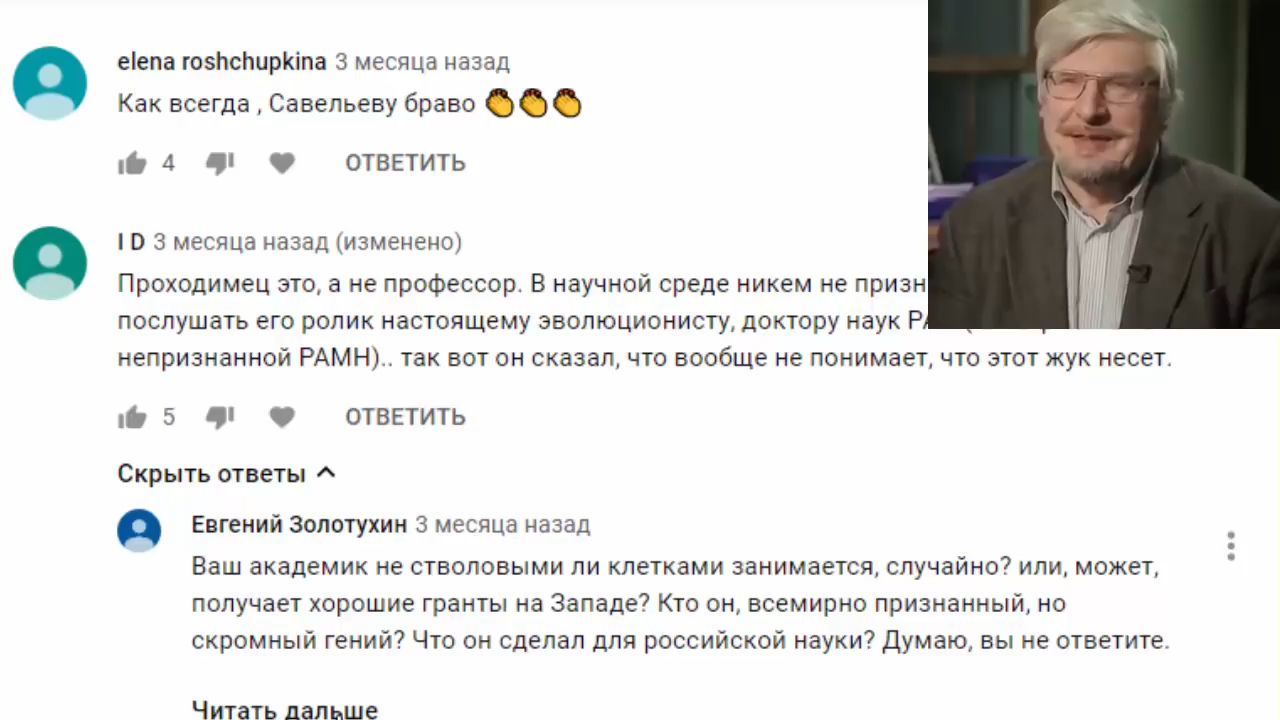 elena roshchupkina 3 месяца назад
Как всегда , Савельеву браво 👏👏👏
4 ОТВЕТИТЬ
I D 3 месяца назад (изменено)
Проходимец это, а не профессор. В научной среде никем не
послушать его ролик настоящему эволюционисту, доктору наук
непризнанной РАМН).. так вот он сказал, что вообще не понимает, что этот жук несет.
5 ОТВЕТИТЬ
Скрыть ответы
Евгений Золотухин 3 месяца назад
Ваш академик не стволовыми ли клетками занимается, случайно? или, может,
получает хорошие гранты на Западе? Кто он, всемирно признанный, но
скромный гений? Что он сделал для российской науки? Думаю, вы не ответите.
Читать дальше